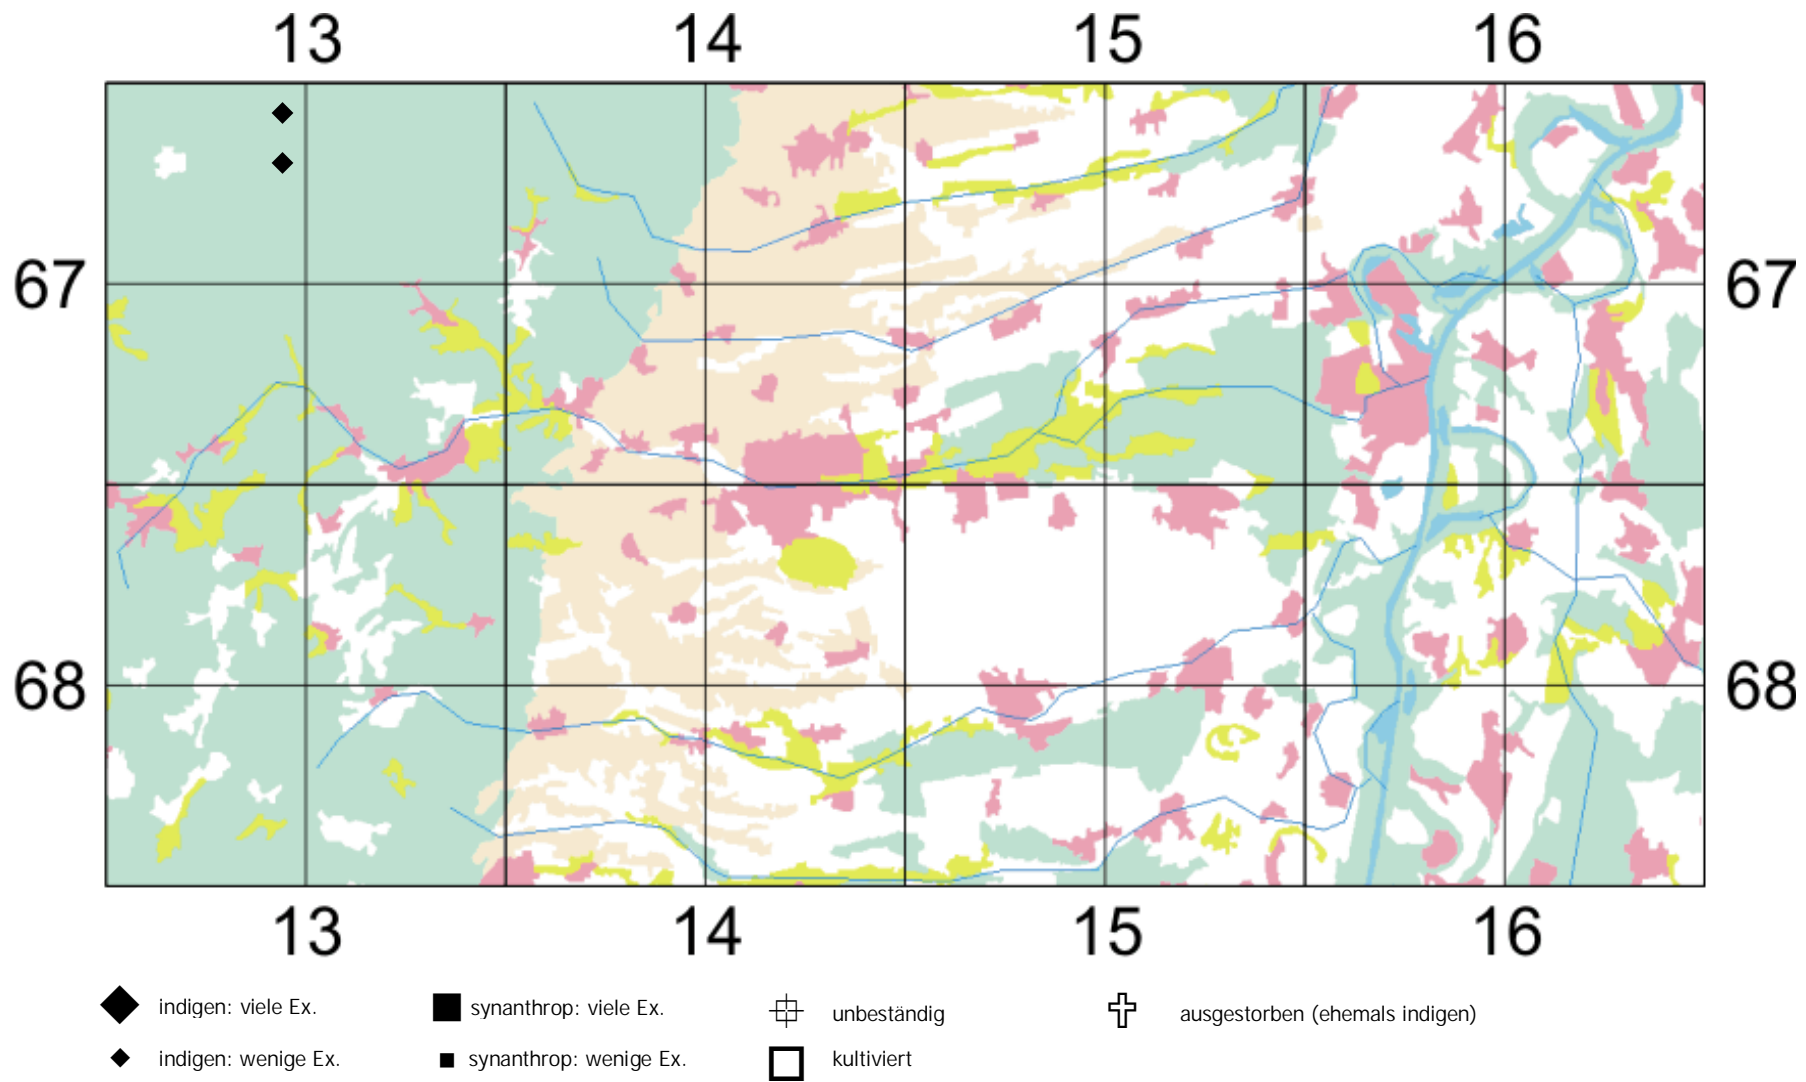 13 14 15 16
67 67
68 68
13 14 15 16
indigen: viele Ex. synanthrop: viele Ex. unbeständig ausgestorben (ehemals indigen)
indigen: wenige Ex. synanthrop: wenige Ex. kultiviert